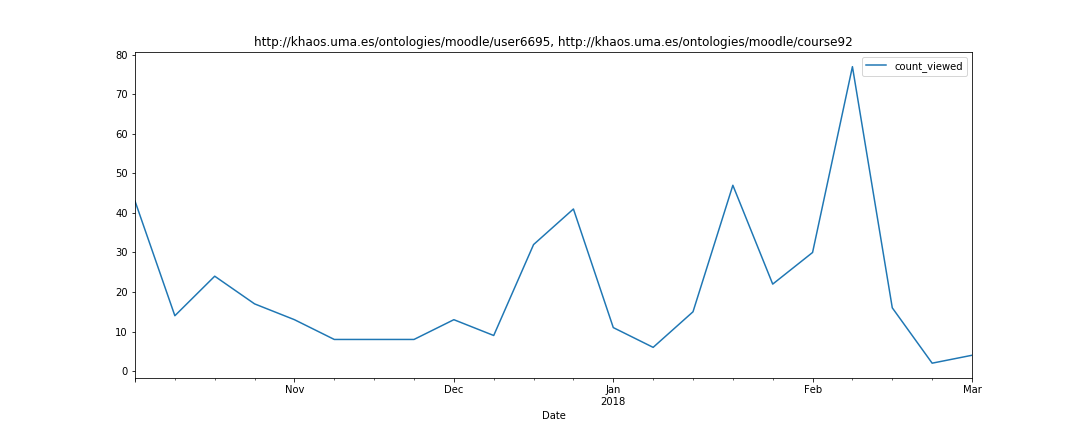 http://khaos.uma.es/ontologies/moodle/user6695, http://khaos.uma.es/ontologies/moodle/course92
count_viewed
80
70
60
50
40
30
20
10
0
Nov
Dec
Jan
2018
Feb
Mar
Date